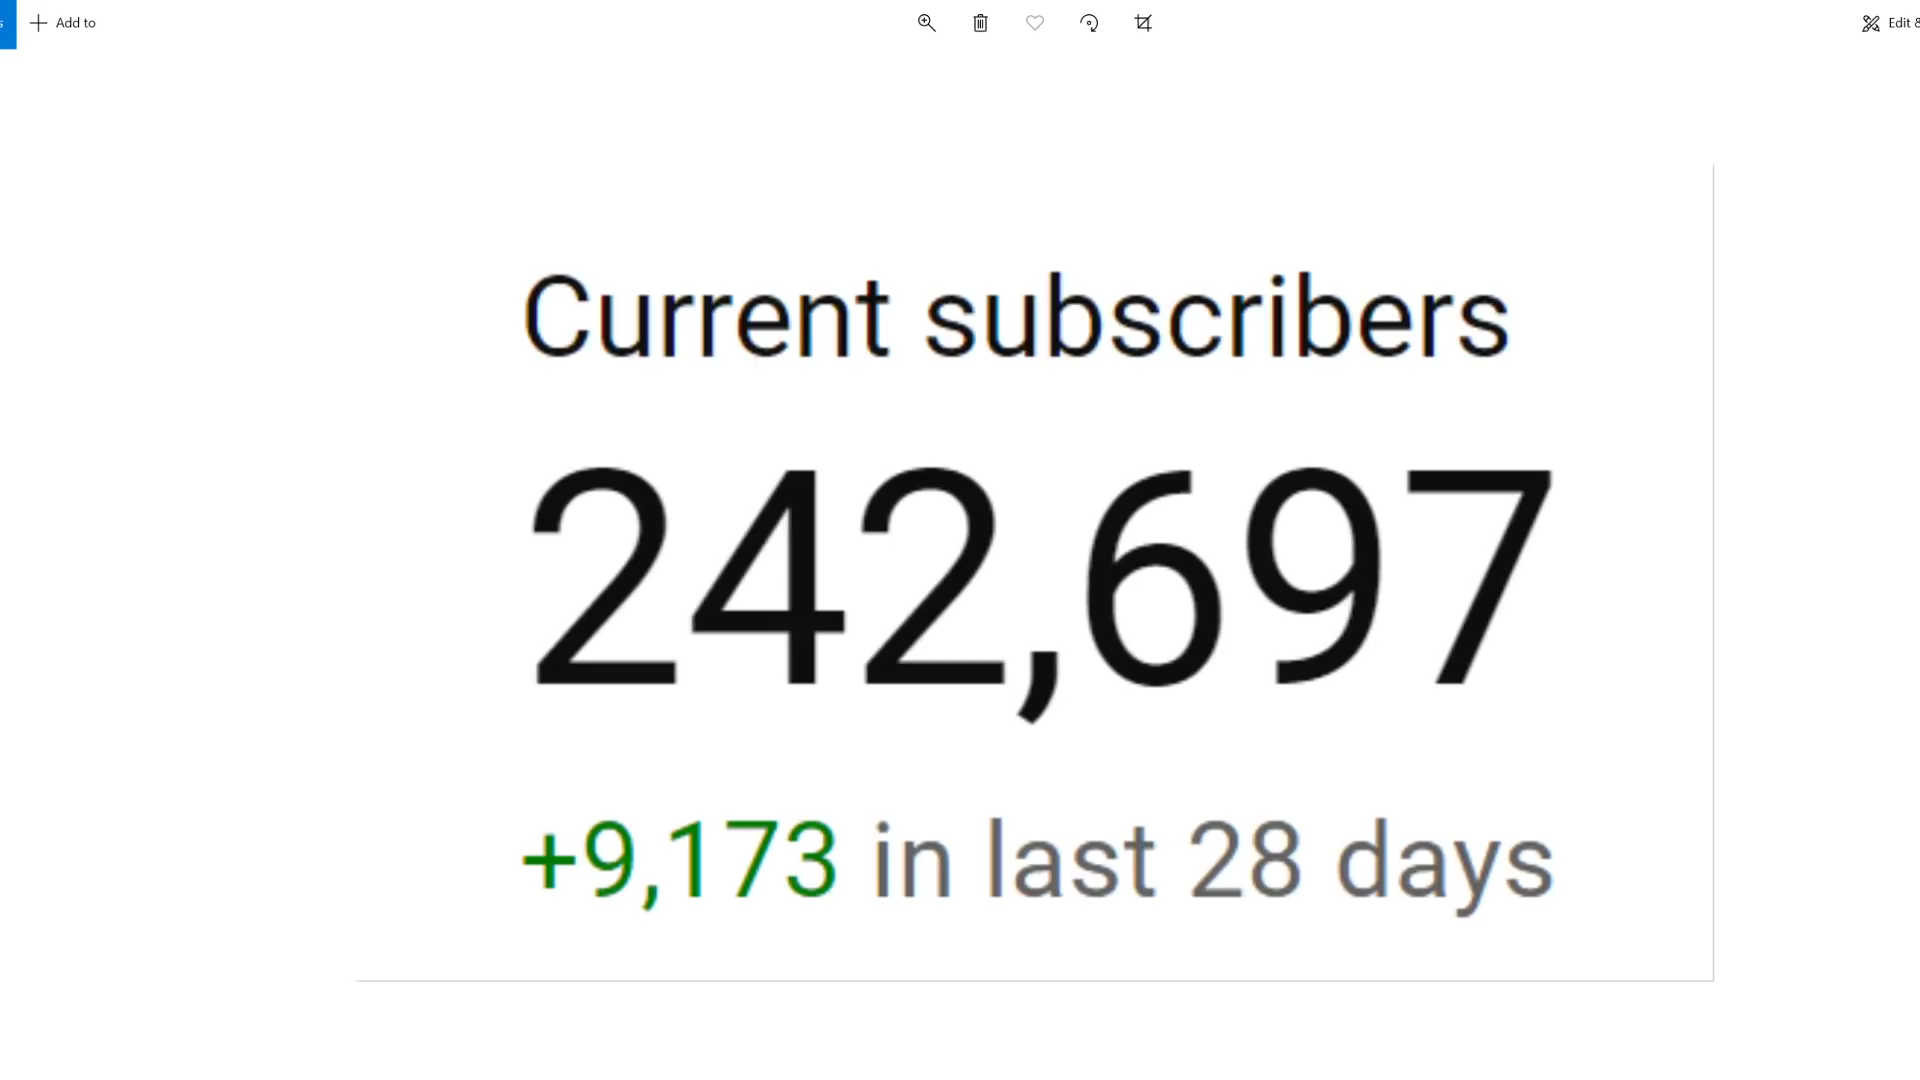 Add to
Edit &
Current subscribers
242,697
+9,173 in last 28 days